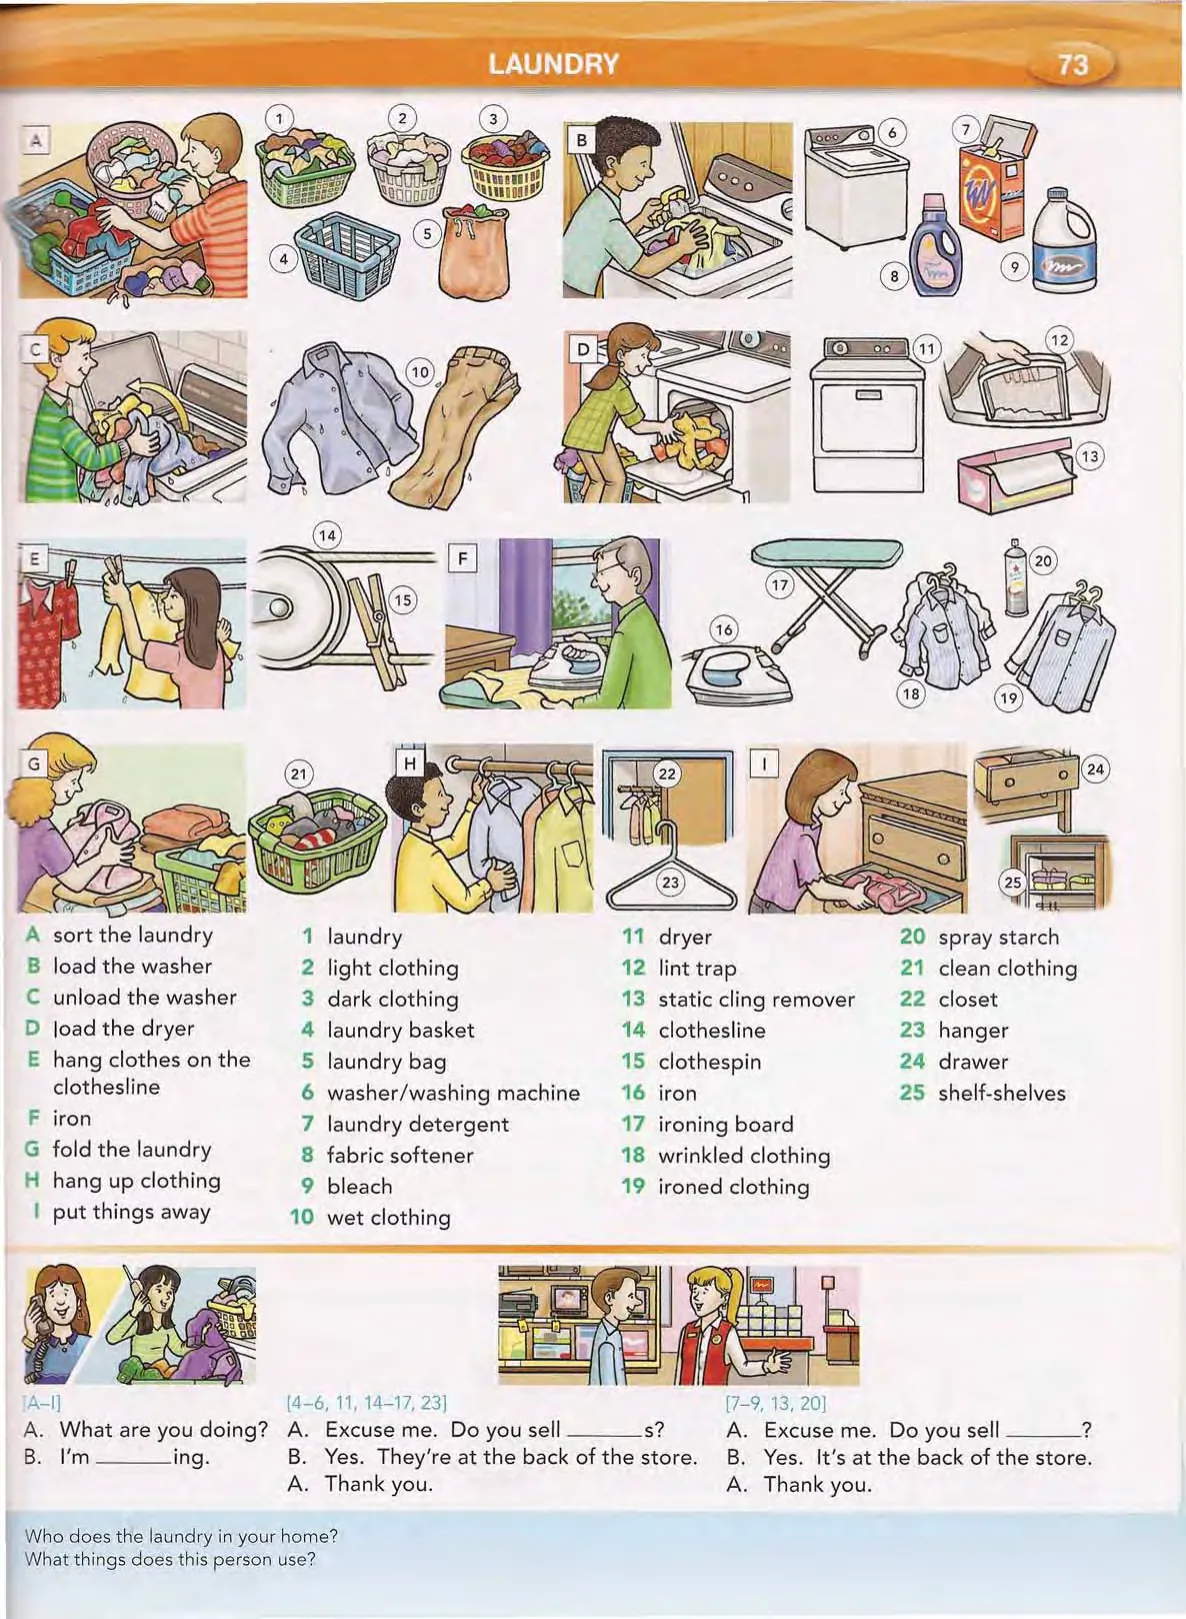 LAUNDRY
73
A
1
2
3
4
5
B
6
7
8
9
C
10
D
11
12
13
E
14
15
F
16
17
18
19
20
G
21
H
22
23
I
24
25
A sort the laundry
B load the washer
C unload the washer
D load the dryer
E hang clothes on the
clothesline
F iron
G fold the laundry
H hang up clothing
I put things away
1 laundry
2 light clothing
3 dark clothing
4 laundry basket
5 laundry bag
6 washer/washing machine
7 laundry detergent
8 fabric softener
9 bleach
10 wet clothing
11 dryer
12 lint trap
13 static cling remover
14 clothesline
15 clothespin
16 iron
17 ironing board
18 wrinkled clothing
19 ironed clothing
20 spray starch
21 clean clothing
22 closet
23 hanger
24 drawer
25 shelf-shelves
[A–I]
A. What are you doing?
B. I'm ______ing.
[4–6, 11, 14–17, 23]
A. Excuse me. Do you sell ______s?
B. Yes. They're at the back of the store.
A. Thank you.
[7–9, 13, 20]
A. Excuse me. Do you sell ______?
B. Yes. It's at the back of the store.
A. Thank you.
Who does the laundry in your home?
What things does this person use?